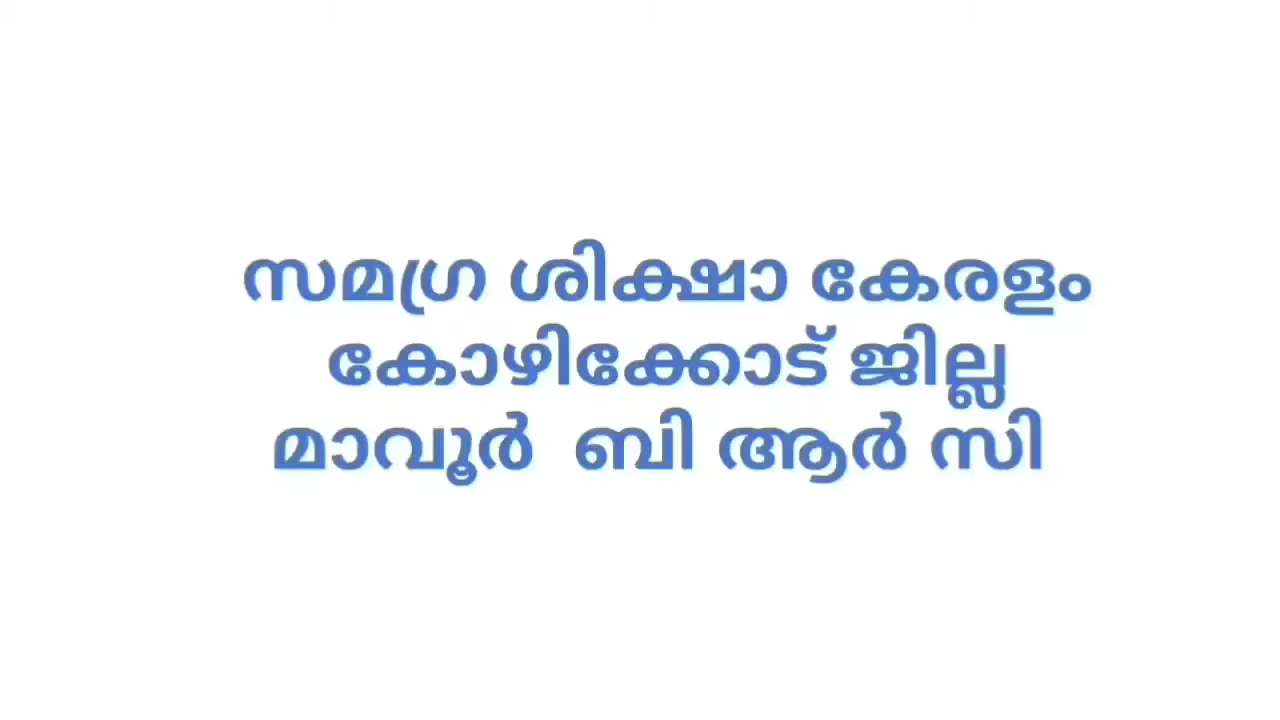 സമഗ്ര ശിക്ഷാ കേരളം
കോഴിക്കോട് ജില്ല
മാവൂർ ബി ആർ സി